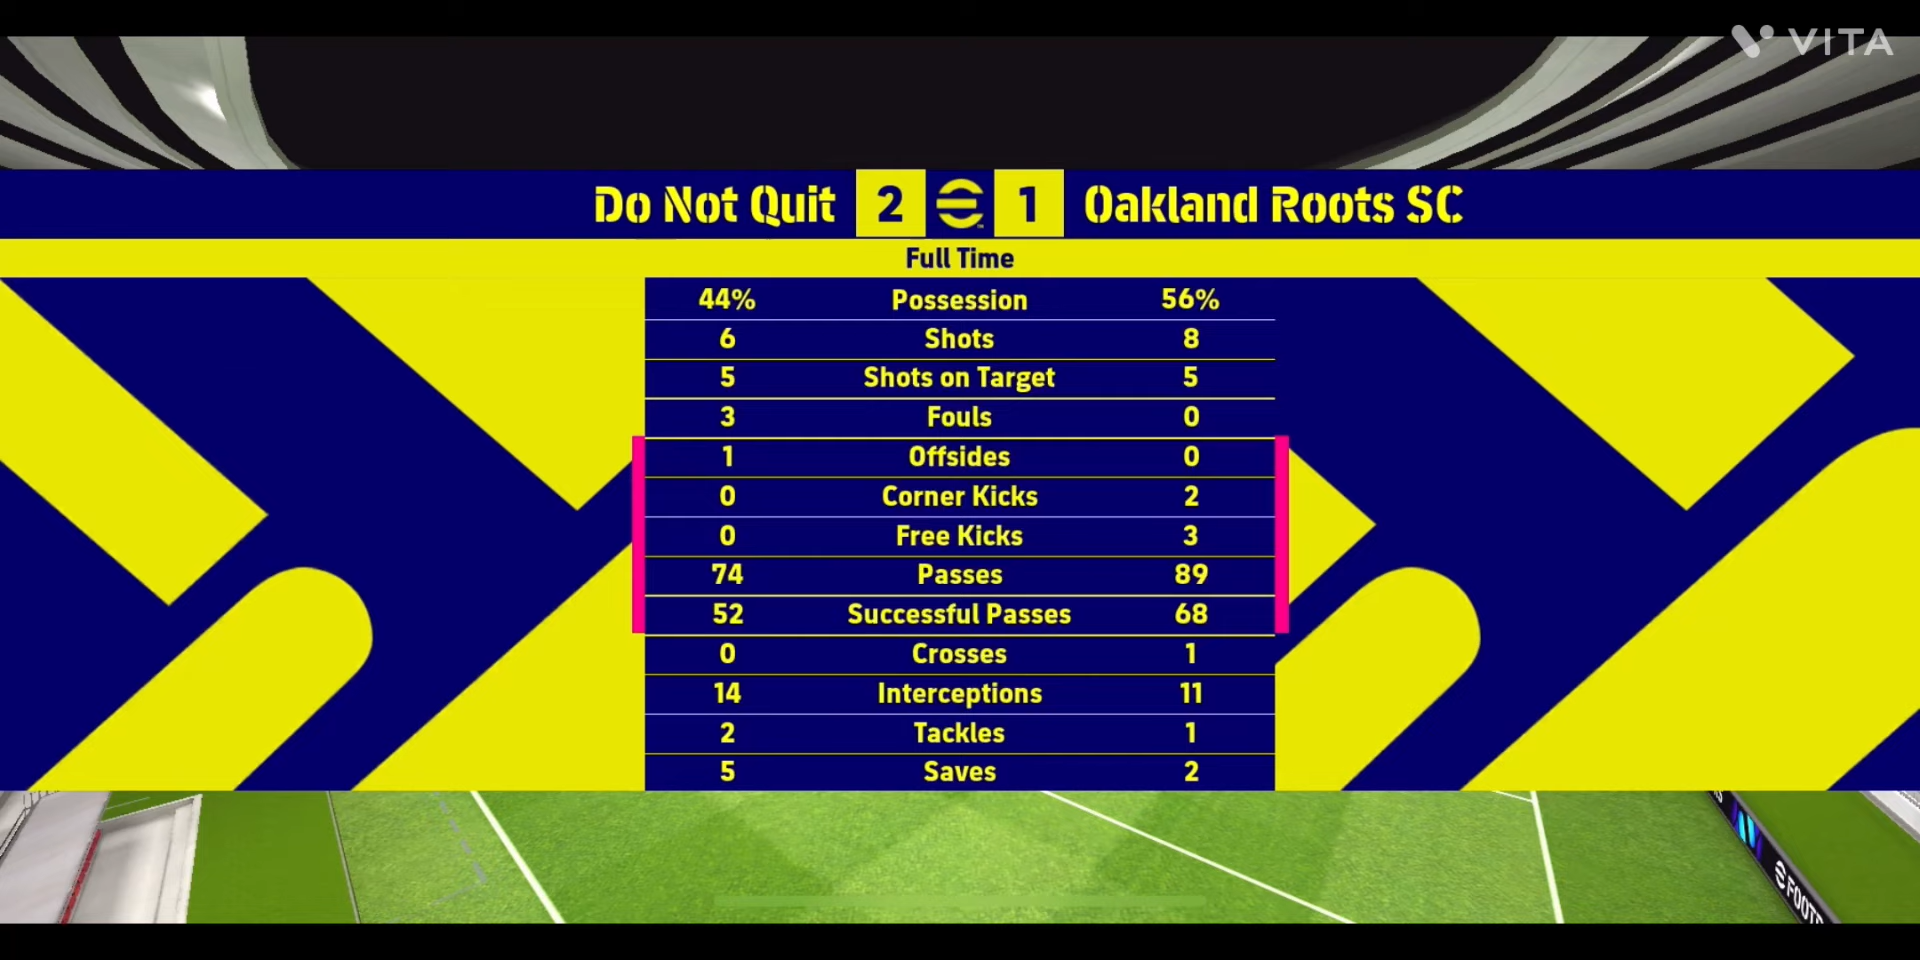 VITA
Do Not Quit 2 1 Oakland Roots SC
Full Time
44% Possession 56%
6 Shots 8
5 Shots on Target 5
3 Fouls 0
1 Offsides 0
0 Corner Kicks 2
0 Free Kicks 3
74 Passes 89
52 Successful Passes 68
0 Crosses 1
14 Interceptions 11
2 Tackles 1
5 Saves 2